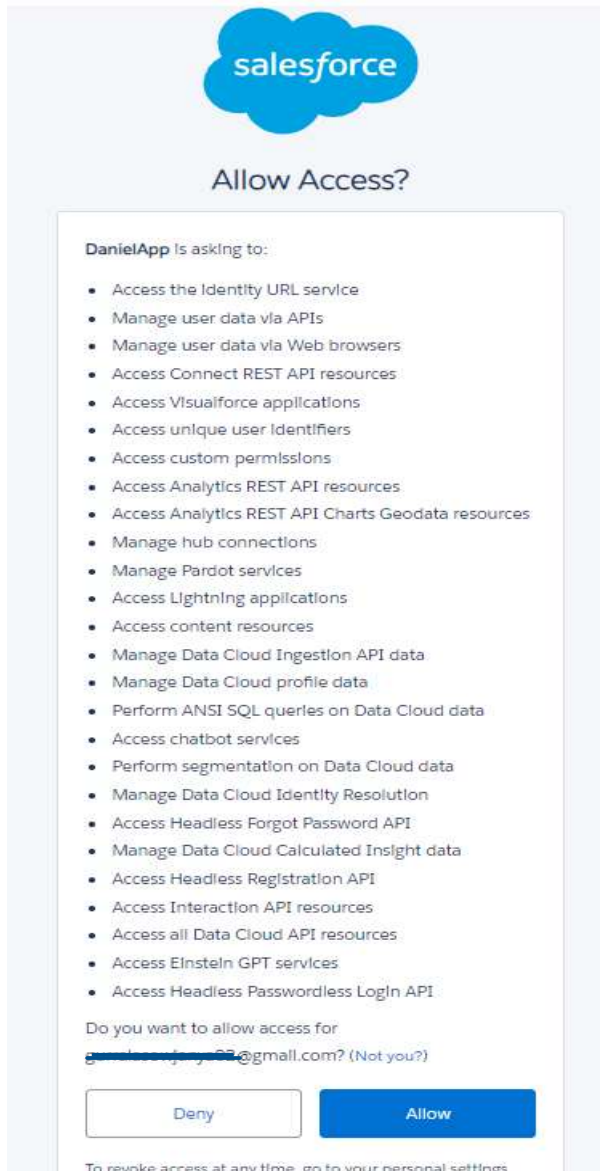 salesforce
Allow Access?
DanielApp is asking to:
• Access the Identity URL service
• Manage user data via APIs
• Manage user data via Web browsers
• Access Connect REST API resources
• Access Visualforce applications
• Access unique user identifiers
• Access custom permissions
• Access Analytics REST API resources
• Access Analytics REST API Charts Geodata resources
• Manage hub connections
• Manage Pardot services
• Access Lightning applications
• Access content resources
• Manage Data Cloud Ingestion API data
• Manage Data Cloud profile data
• Perform ANSI SQL queries on Data Cloud data
• Access chatbot services
• Perform segmentation on Data Cloud data
• Manage Data Cloud Identity Resolution
• Access Headless Forgot Password API
• Manage Data Cloud Calculated Insight data
• Access Headless Registration API
• Access Interaction API resources
• Access all Data Cloud API resources
• Access Einstein GPT services
• Access Headless Passwordless Login API
Do you want to allow access for
@gmail.com? (Not you?)
Deny
Allow
To revoke access at any time, go to your personal settings